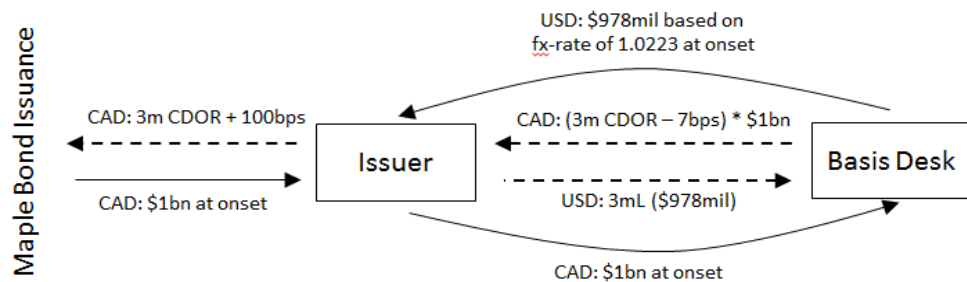 Maple Bond Issuance
USD: $978mil based on
fx-rate of 1.0223 at onset
CAD: 3m CDOR + 100bps
CAD: (3m CDOR – 7bps) * $1bn
Issuer
Basis Desk
CAD: $1bn at onset
USD: 3mL ($978mil)
CAD: $1bn at onset